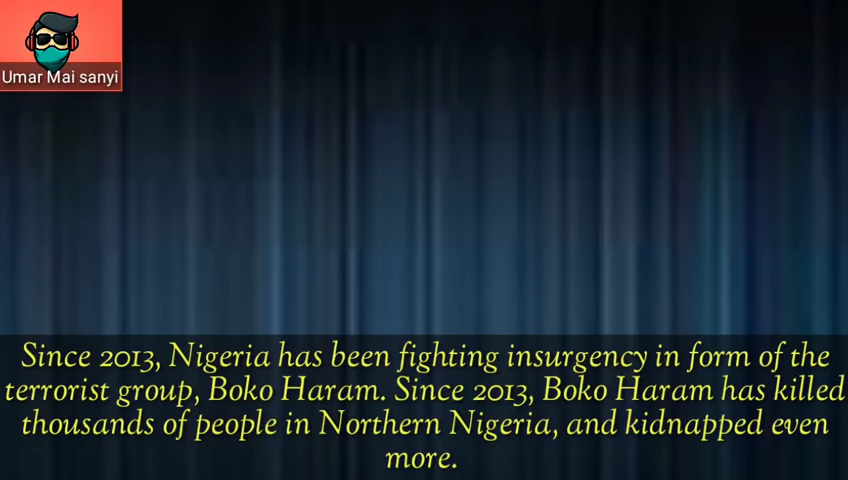 Umar Mai sanyi
Since 2013, Nigeria has been fighting insurgency in form of the
terrorist group, Boko Haram. Since 2013, Boko Haram has killed
thousands of people in Northern Nigeria, and kidnapped even
more.